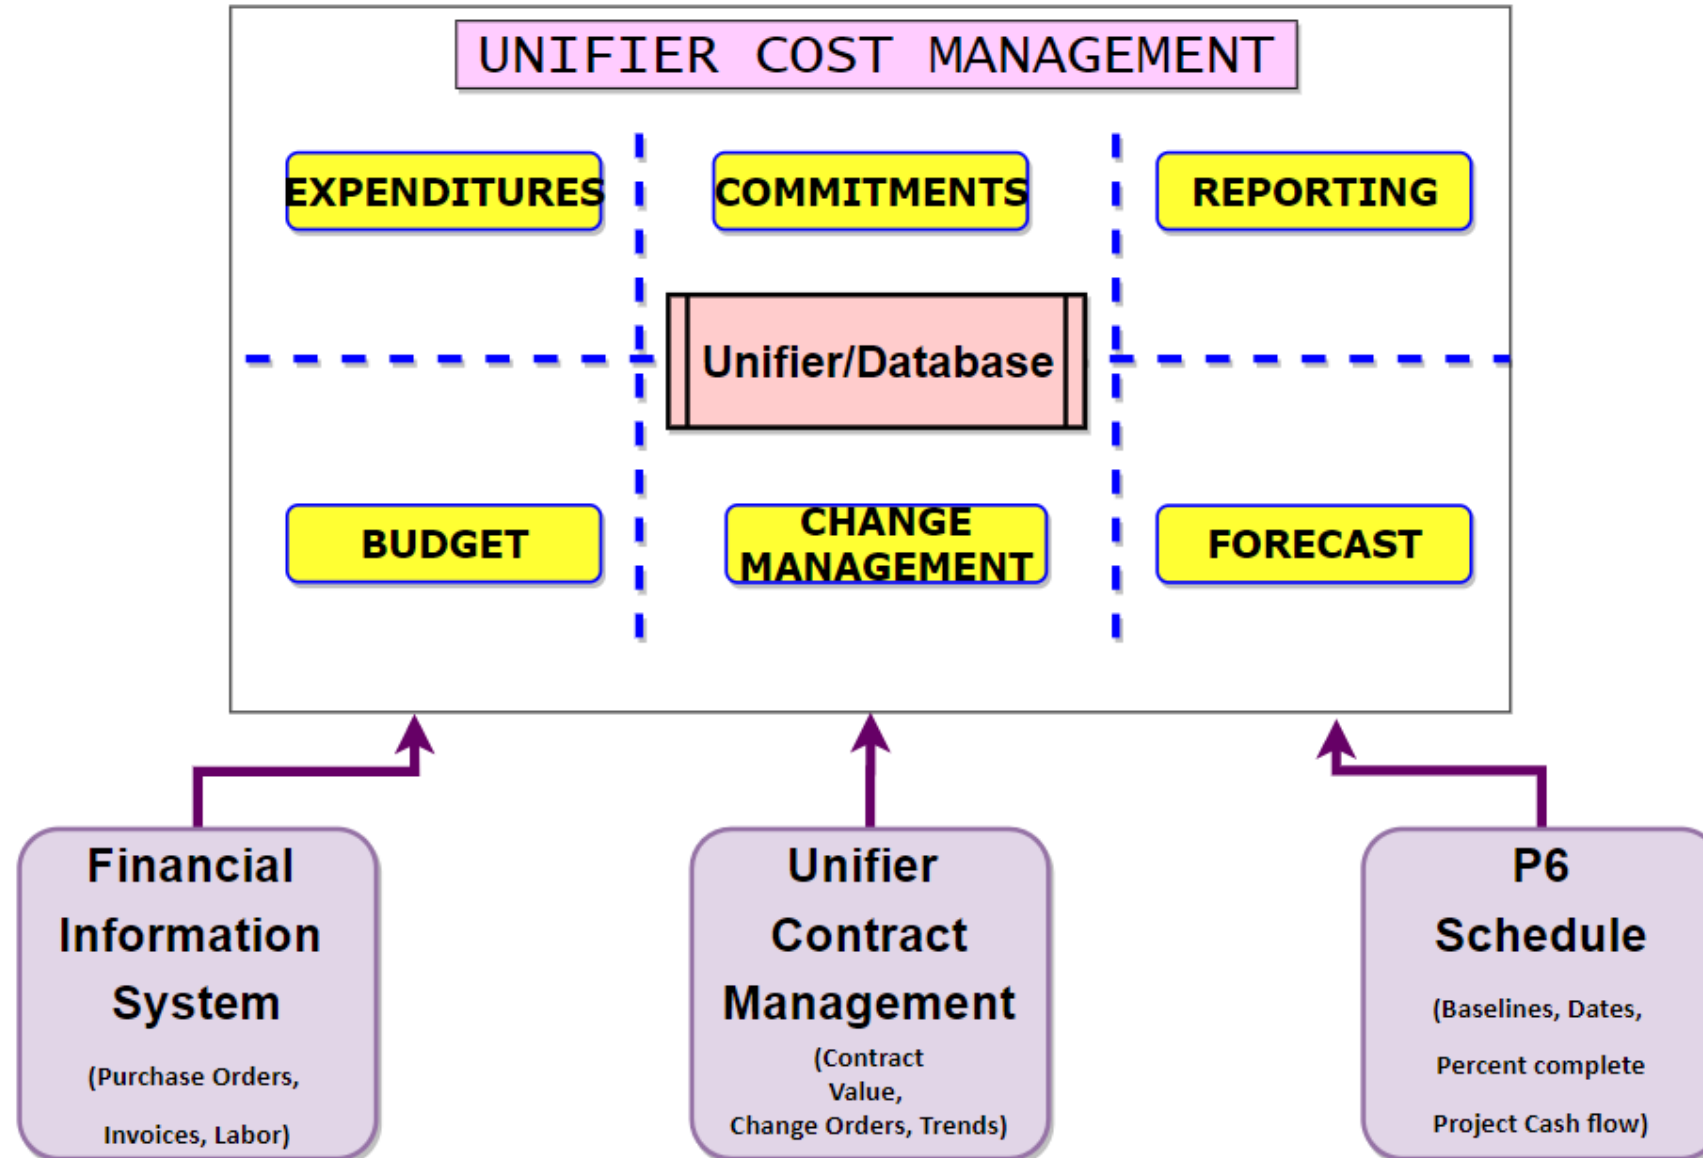 UNIFIER COST MANAGEMENT
EXPENDITURES
COMMITMENTS
REPORTING
Unifier/Database
BUDGET
CHANGE
MANAGEMENT
FORECAST
Financial
Information
System
(Purchase Orders,
Invoices, Labor)
Unifier
Contract
Management
(Contract
Value,
Change Orders, Trends)
P6
Schedule
(Baselines, Dates,
Percent complete
Project Cash flow)